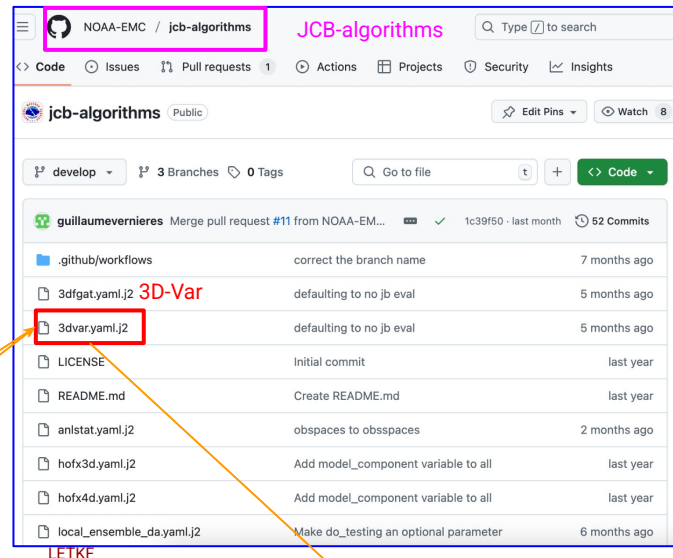 NOAA-EMC / jcb-algorithms JCB-algorithms Type / to search
<> Code Issues Pull requests 1 Actions Projects Security Insights
jcb-algorithms Public Edit Pins Watch 8
develop 3 Branches 0 Tags Go to file t + <> Code
guillaumevernieres Merge pull request #11 from NOAA-EM... ... 1c39f50 · last month 52 Commits
.github/workflows correct the branch name 7 months ago
3dfgat.yaml.j2 3D-Var defaulting to no jb eval 5 months ago
3dvar.yaml.j2 defaulting to no jb eval 5 months ago
LICENSE Initial commit last year
README.md Create README.md last year
anlstat.yaml.j2 obspaces to obsspaces 2 months ago
hofx3d.yaml.j2 Add model_component variable to all last year
hofx4d.yaml.j2 Add model_component variable to all last year
local_ensemble_da.yaml.j2 Make do_testing an optional parameter 6 months ago
LETKF